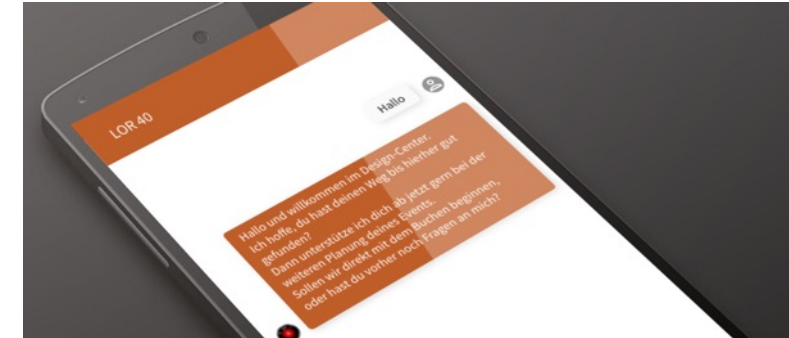 LOR 40
Hallo
Hallo und willkommen im Design-Center.
Ich hoffe, du hast deinen Weg bis hierher gut
gefunden?
Dann unterstütze ich dich ab jetzt gern bei der
weiteren Planung deines Events.
Sollen wir direkt mit dem Buchen beginnen,
oder hast du vorher noch Fragen an mich?